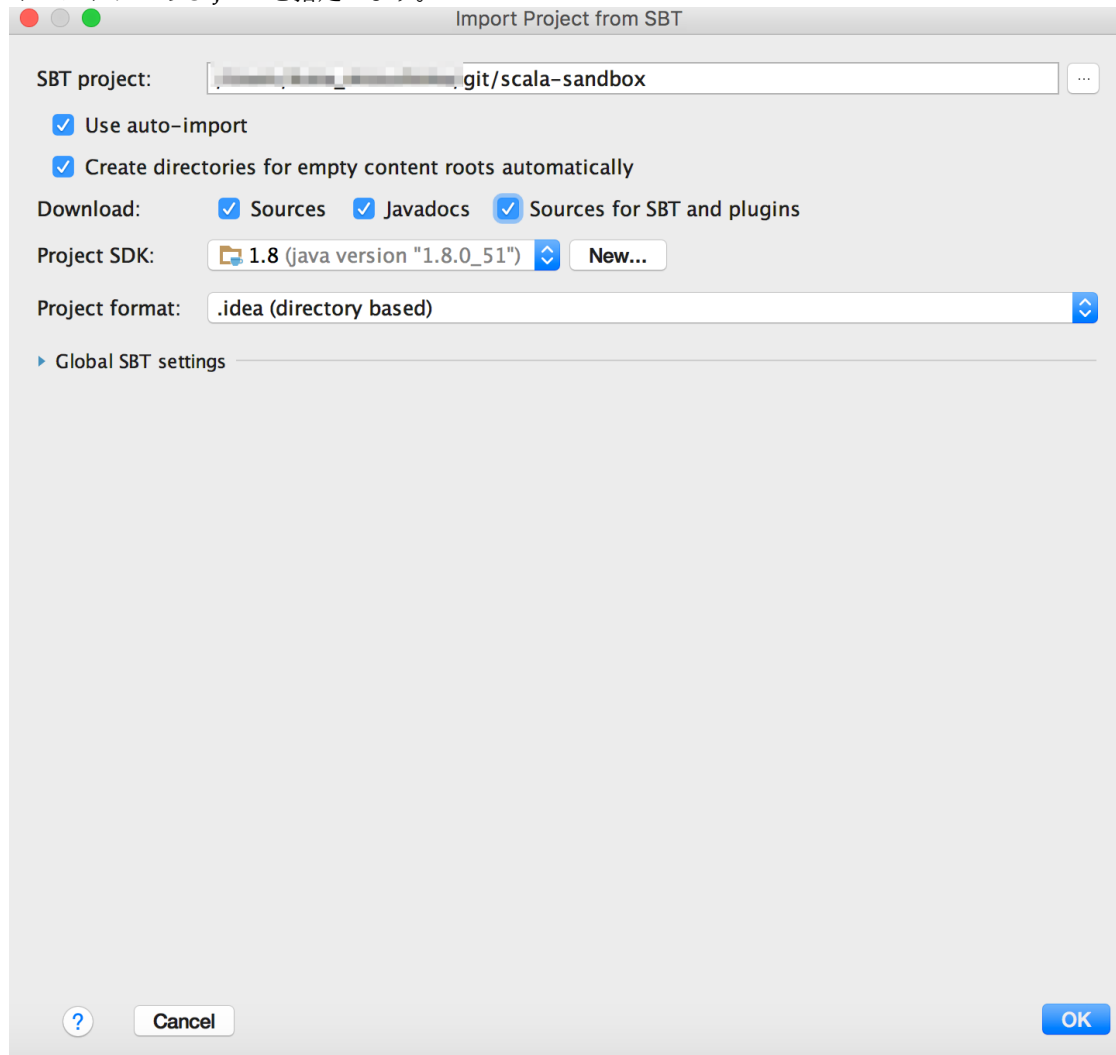 Import Project from SBT
SBT project: git/scala-sandbox ...
Use auto-import
Create directories for empty content roots automatically
Download: Sources Javadocs Sources for SBT and plugins
Project SDK: 1.8 (java version "1.8.0_51") New...
Project format: .idea (directory based)
Global SBT settings
? Cancel OK